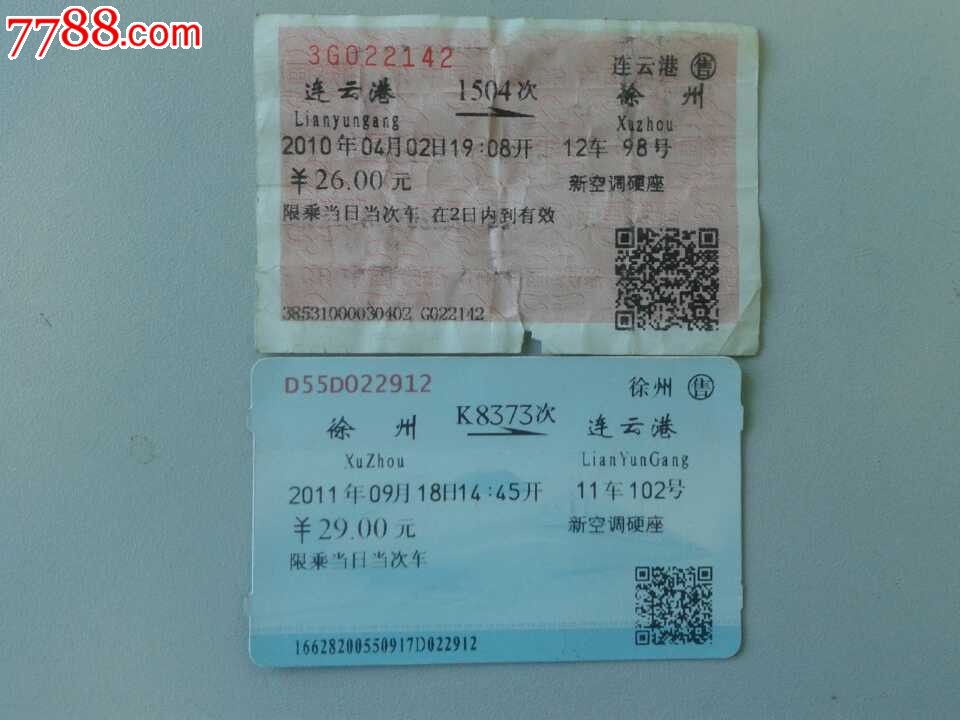 7788.com
3G022142 连云港 售
连云港 1504次 徐州
Lianyungang Xuzhou
2010年04月02日19:08开 12车 98号
￥26.00元 新空调硬座
限乘当日当次车 在2日内到有效
38531000030402 G022142
D55D022912 徐州 售
徐州 K8373次 连云港
XuZhou LianYunGang
2011年09月18日14:45开 11车102号
￥29.00元 新空调硬座
限乘当日当次车
16628200550917D022912